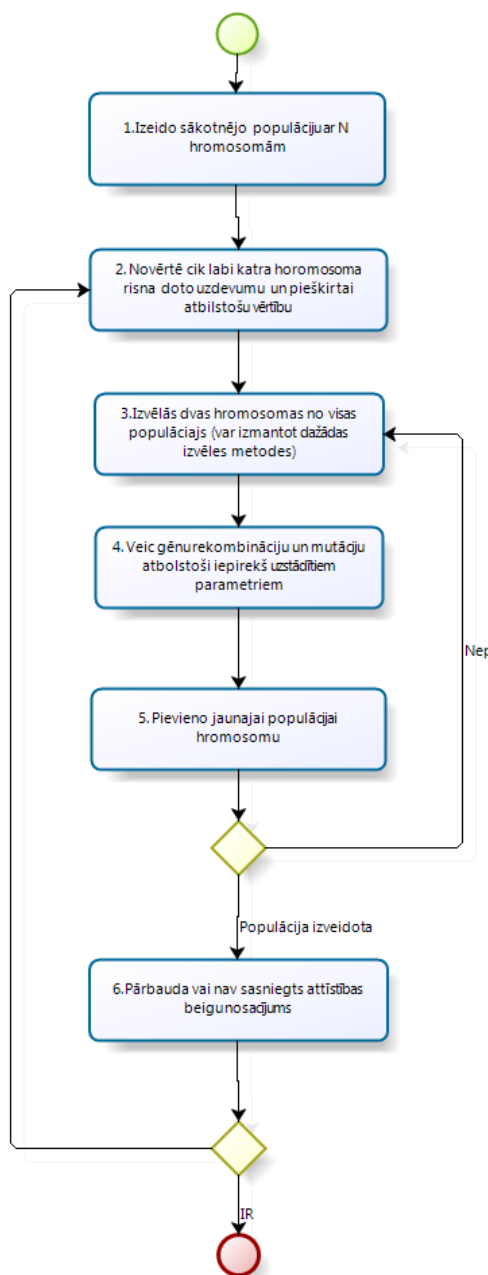 1.Izeido sākotnējo populācijuar N
hromosomām
2. Novērtē cik labi katra horomosoma
risna doto uzdevumu un pieškirtai
atbilstošu vērtību
3.Izvēlās dvas hromosomas no visas
populāciajs (var izmantot dažādas
izvēles metodes)
4. Veic gēnurekombināciju un mutāciju
atbolstoši iepirekš uzstādītiem
parametriem
Nep
5. Pievieno jaunajai populācijai
hromosomu
Populācija izveidota
6.Pārbauda vai nav sasniegts attīstības
beigunosacījums
IR